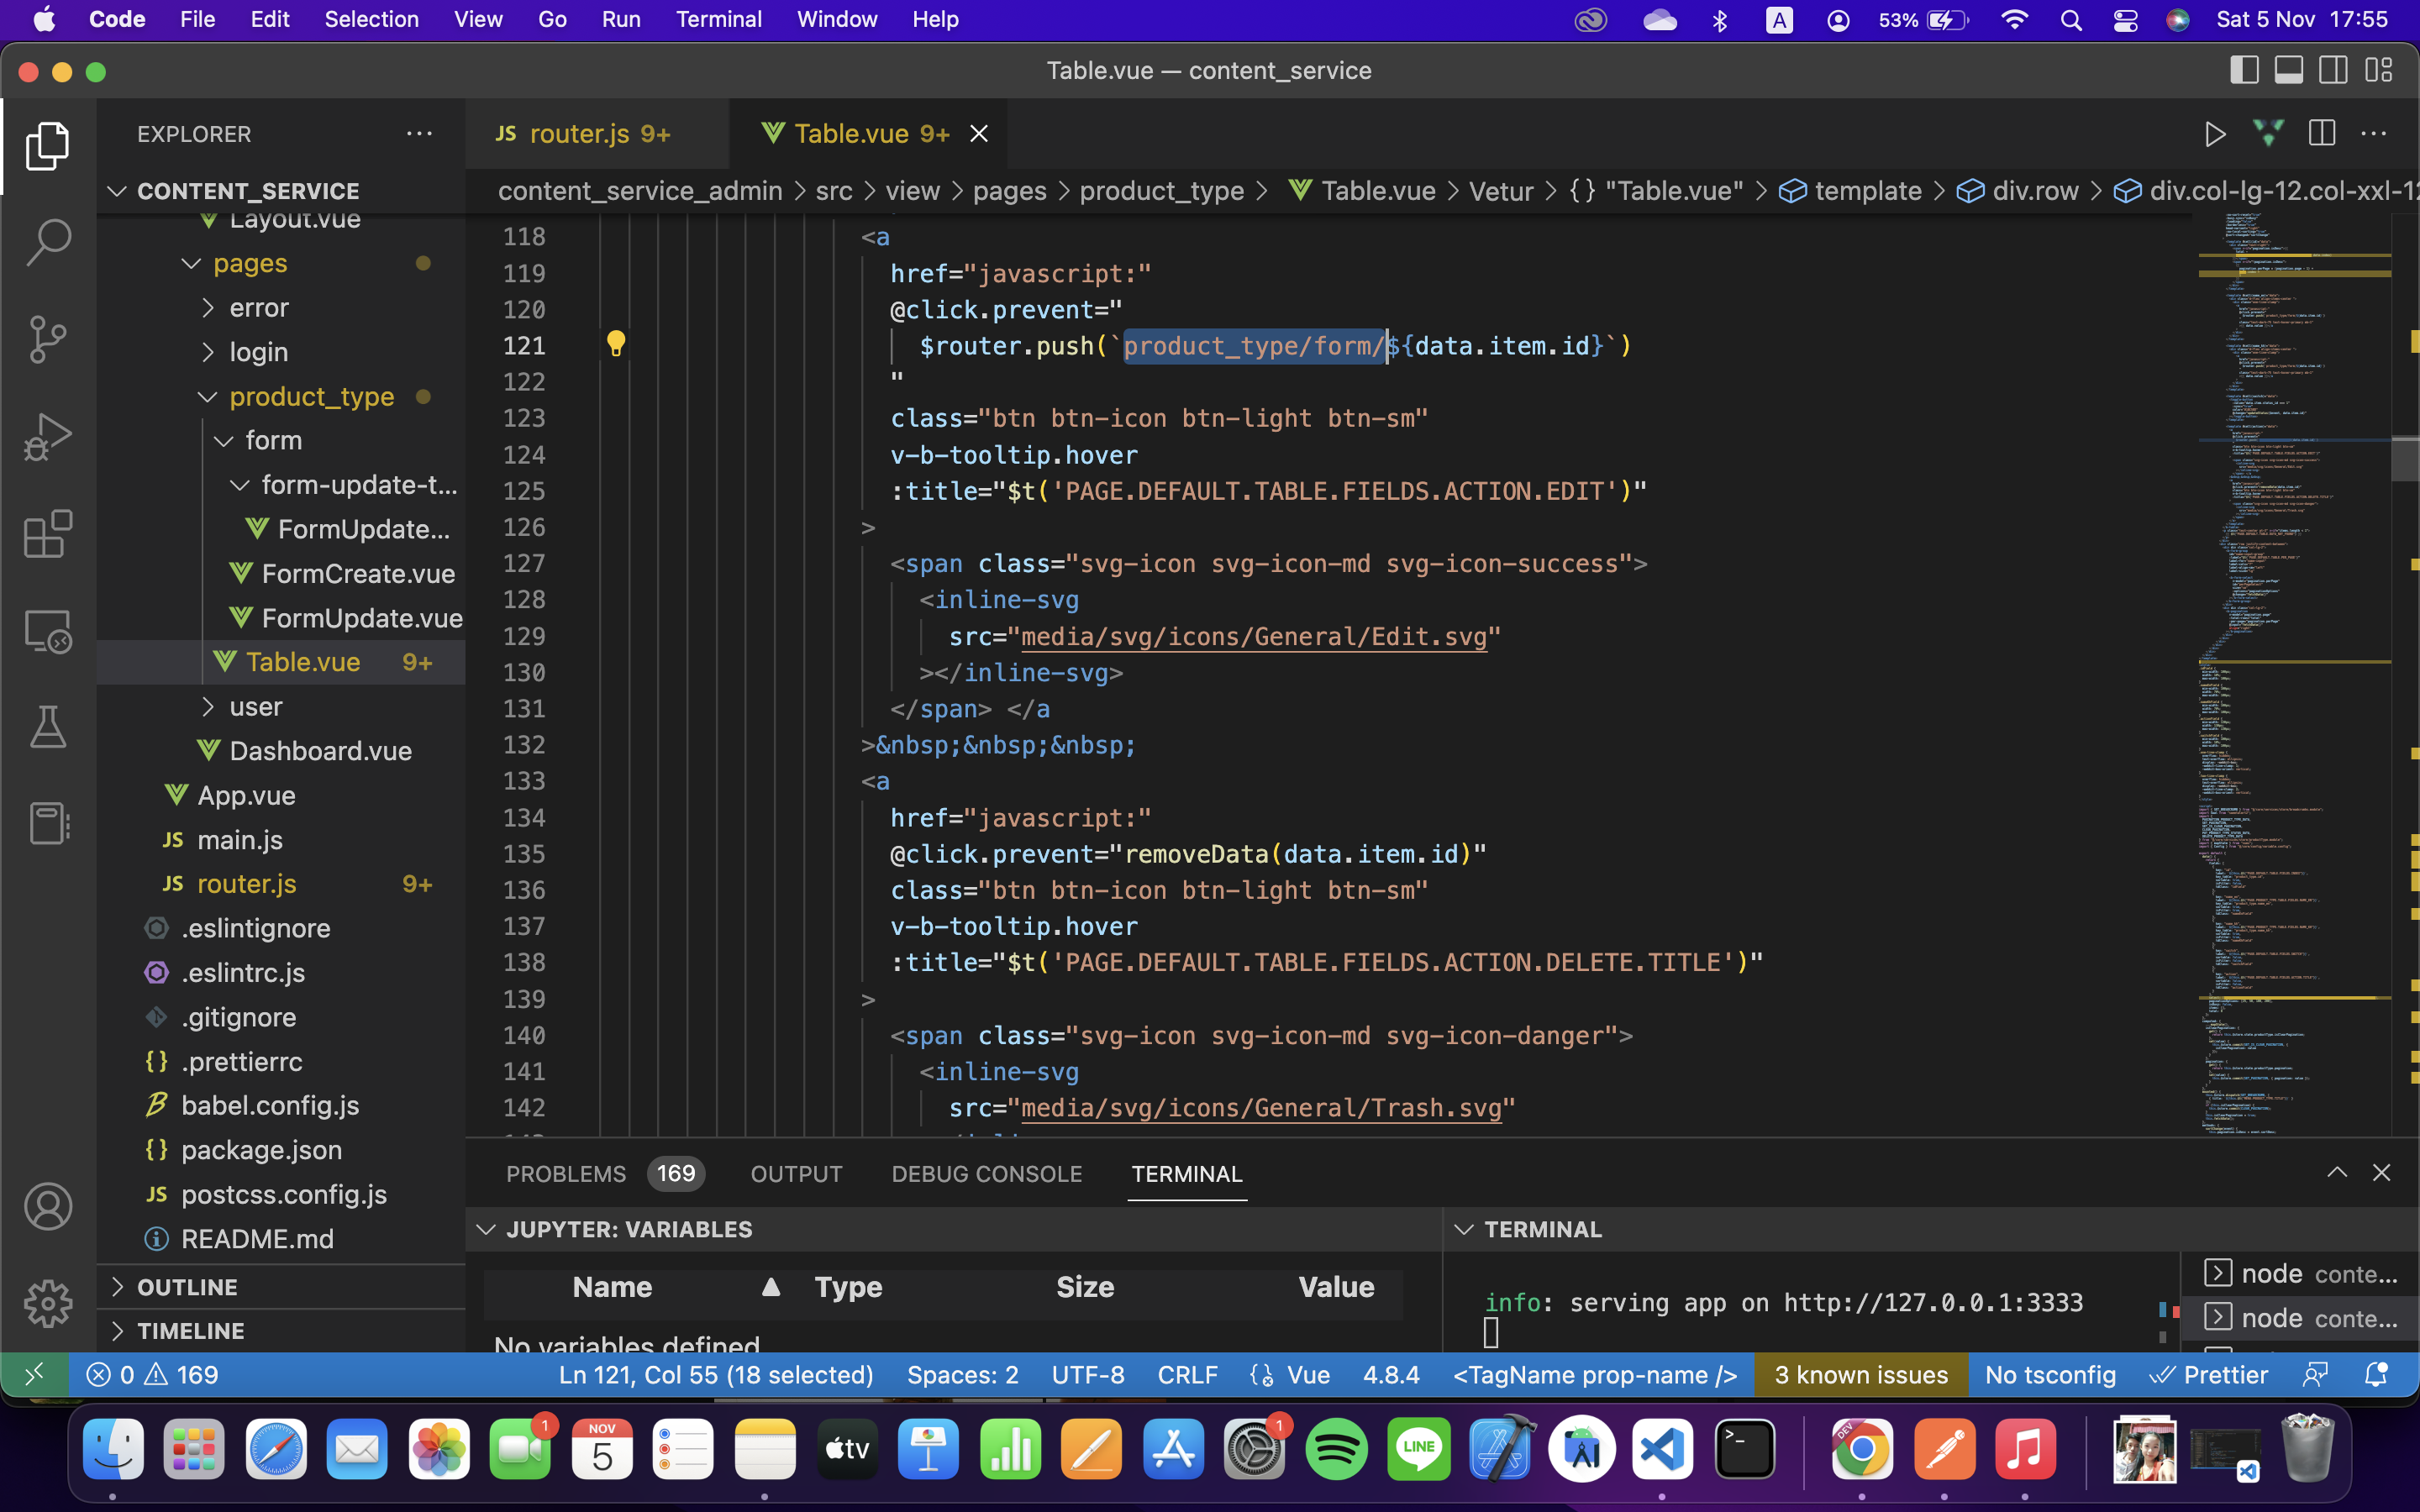 Code File Edit Selection View Go Run Terminal Window Help A 53% Sat 5 Nov 17:55
Table.vue — content_service
EXPLORER
JS router.js 9+ Table.vue 9+
CONTENT_SERVICE
content_service_admin > src > view > pages > product_type > Table.vue > Vetur > {} "Table.vue" > template > div.row > div.col-lg-12.col-xxl-12
Layout.vue
pages
error
login
product_type
form
form-update-t...
FormUpdate...
FormCreate.vue
FormUpdate.vue
Table.vue 9+
user
Dashboard.vue
App.vue
JS main.js
JS router.js 9+
.eslintignore
.eslintrc.js
.gitignore
{} .prettierrc
babel.config.js
{} package.json
JS postcss.config.js
README.md
OUTLINE
TIMELINE
118 <a
119 href="javascript:"
120 @click.prevent="
121 $router.push(`product_type/form/${data.item.id}`)
122 "
123 class="btn btn-icon btn-light btn-sm"
124 v-b-tooltip.hover
125 :title="$t('PAGE.DEFAULT.TABLE.FIELDS.ACTION.EDIT')"
126 >
127 <span class="svg-icon svg-icon-md svg-icon-success">
128 <inline-svg
129 src="media/svg/icons/General/Edit.svg"
130 ></inline-svg>
131 </span> </a
132 >&nbsp;&nbsp;&nbsp;
133 <a
134 href="javascript:"
135 @click.prevent="removeData(data.item.id)"
136 class="btn btn-icon btn-light btn-sm"
137 v-b-tooltip.hover
138 :title="$t('PAGE.DEFAULT.TABLE.FIELDS.ACTION.DELETE.TITLE')"
139 >
140 <span class="svg-icon svg-icon-md svg-icon-danger">
141 <inline-svg
142 src="media/svg/icons/General/Trash.svg"
PROBLEMS 169 OUTPUT DEBUG CONSOLE TERMINAL
JUPYTER: VARIABLES
Name Type Size Value
No variables defined
TERMINAL
info: serving app on http://127.0.0.1:3333
node conte...
node conte...
0 169 Ln 121, Col 55 (18 selected) Spaces: 2 UTF-8 CRLF Vue 4.8.4 <TagName prop-name /> 3 known issues No tsconfig Prettier
1 NOV 5 tv 1 LINE >_ DEV